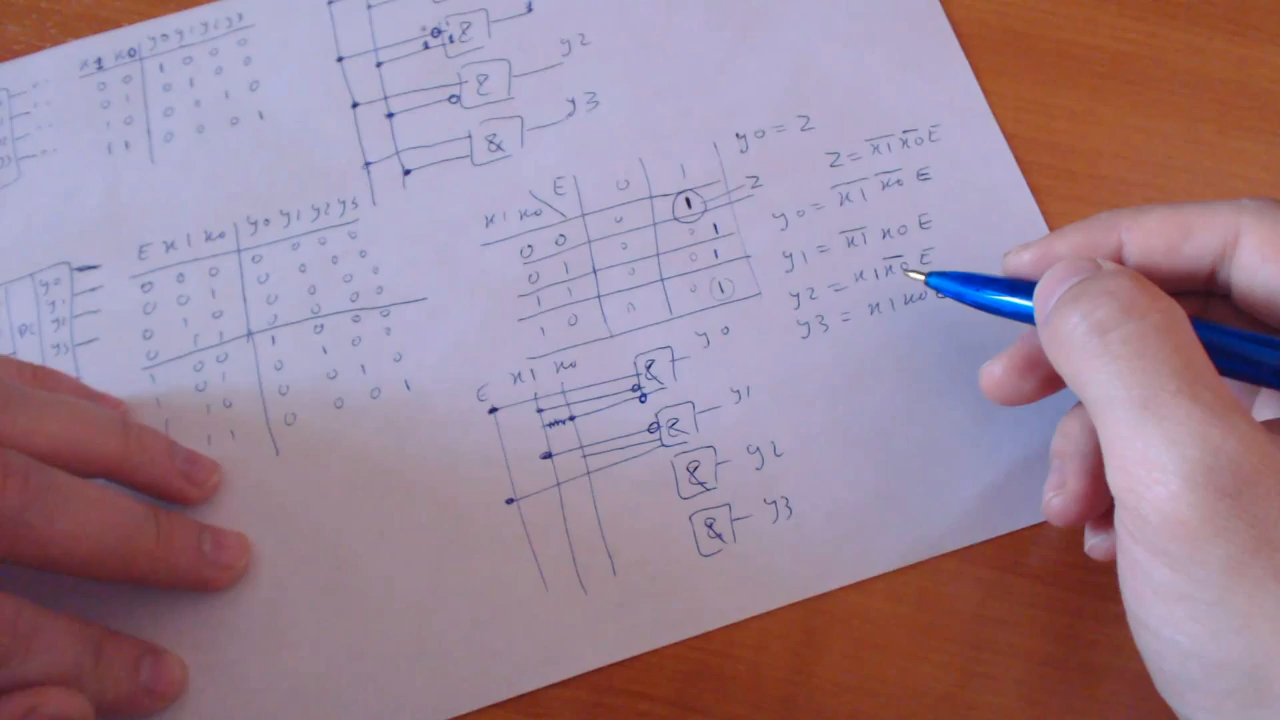 x1 x0 y0 y1 y2 y3
0 0 1 0 0 0
0 1 0 1 0 0
1 0 0 0 1 0
1 1 0 0 0 1
&
& y2
& y3
DC y0
y1
y3
E x1 x0 y0 y1 y2 y3
0 0 0 0 0 0 0
0 0 1 0 0 0 0
0 1 0 0 0 0 0
0 1 1 0 0 0 0
1 0 0 1 0 0 0
0 1 0 1 0 0
1 0 0 0 1 0
1 1 0 0 0 1
E 0 1
x1 x0
0 0 0 1 Z
0 1 0 0 1
1 1 0 0 1
1 0 0 0 1
y0 = Z
Z = x̅1̅ x̅0̅ E
y0 = x̅1̅ x̅0̅ E
y1 = x̅1̅ x0 E
y2 = x1 x̅0̅ E
y3 = x1 x0
E x1 x0
& y0
& y1
& y2
& y3